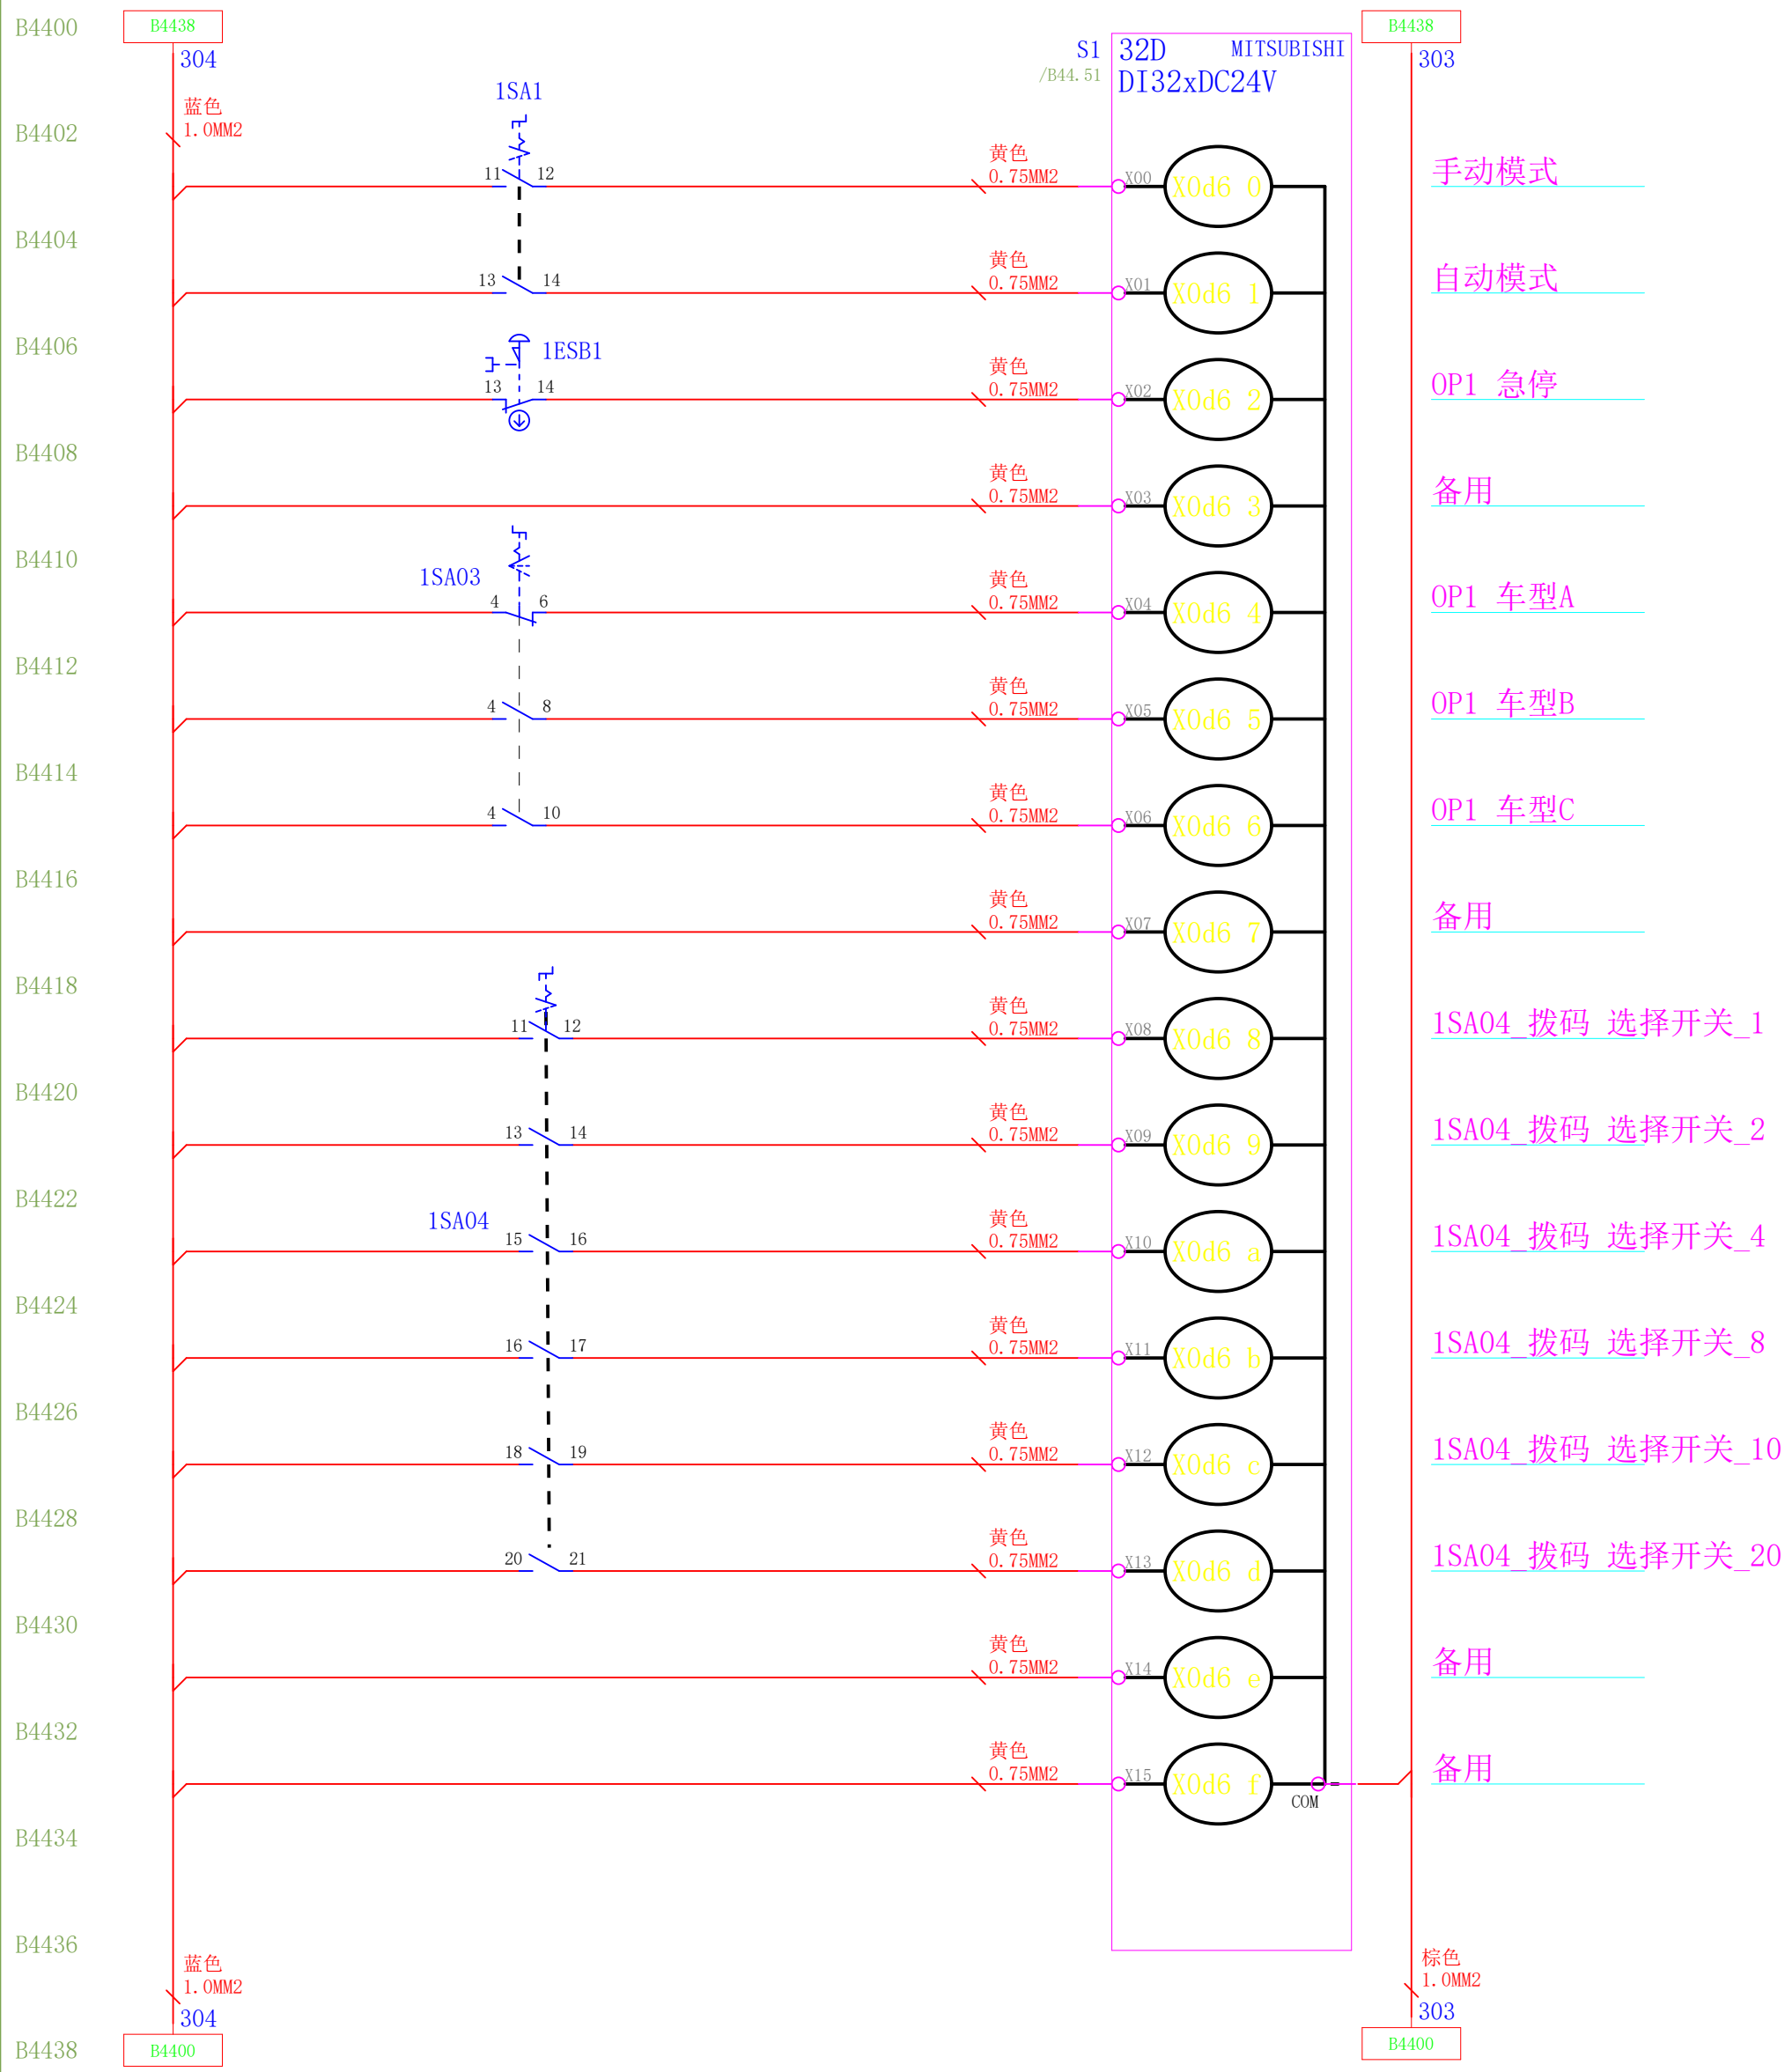 B4400
B4438
304
S1
/B44.51
32D
MITSUBISHI
DI32xDC24V
B4438
303
蓝色
1.0MM2
1SA1
B4402
11
12
黄色
0.75MM2
X00
X0d6 0
手动模式
B4404
13
14
黄色
0.75MM2
X01
X0d6 1
自动模式
B4406
1ESB1
13
14
黄色
0.75MM2
X02
X0d6 2
OP1 急停
B4408
黄色
0.75MM2
X03
X0d6 3
备用
B4410
1SA03
4
6
黄色
0.75MM2
X04
X0d6 4
OP1 车型A
B4412
4
8
黄色
0.75MM2
X05
X0d6 5
OP1 车型B
B4414
4
10
黄色
0.75MM2
X06
X0d6 6
OP1 车型C
B4416
黄色
0.75MM2
X07
X0d6 7
备用
B4418
11
12
黄色
0.75MM2
X08
X0d6 8
1SA04_拨码 选择开关_1
B4420
13
14
黄色
0.75MM2
X09
X0d6 9
1SA04_拨码 选择开关_2
B4422
1SA04
15
16
黄色
0.75MM2
X10
X0d6 a
1SA04_拨码 选择开关_4
B4424
16
17
黄色
0.75MM2
X11
X0d6 b
1SA04_拨码 选择开关_8
B4426
18
19
黄色
0.75MM2
X12
X0d6 c
1SA04_拨码 选择开关_10
B4428
20
21
黄色
0.75MM2
X13
X0d6 d
1SA04_拨码 选择开关_20
B4430
黄色
0.75MM2
X14
X0d6 e
备用
B4432
黄色
0.75MM2
X15
X0d6 f
COM
备用
B4434
B4436
蓝色
1.0MM2
304
棕色
1.0MM2
303
B4438
B4400
B4400